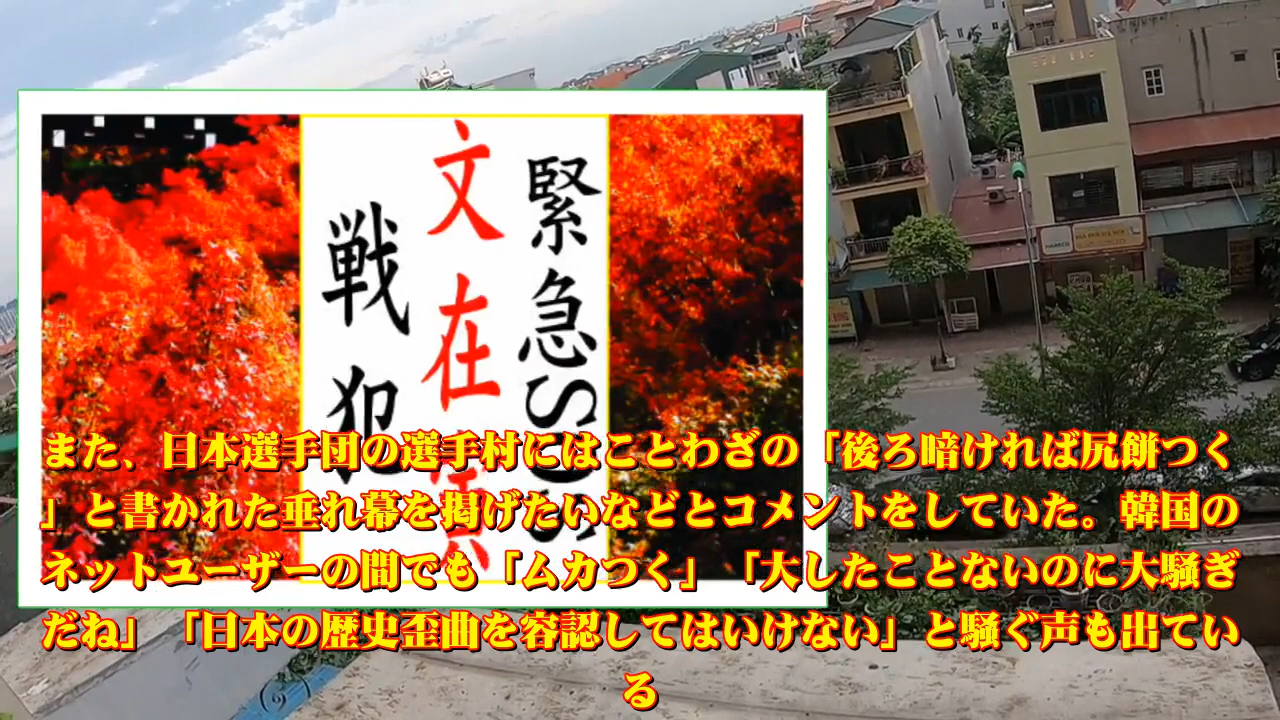 緊急SOS
文在寅
戦犯
また、日本選手団の選手村にはことわざの「後ろ暗ければ尻餅つく
」と書かれた垂れ幕を掲げたいなどとコメントをしていた。韓国の
ネットユーザーの間でも「ムカつく」「大したことないのに大騒ぎ
だね」「日本の歴史歪曲を容認してはいけない」と騒ぐ声も出てい
る